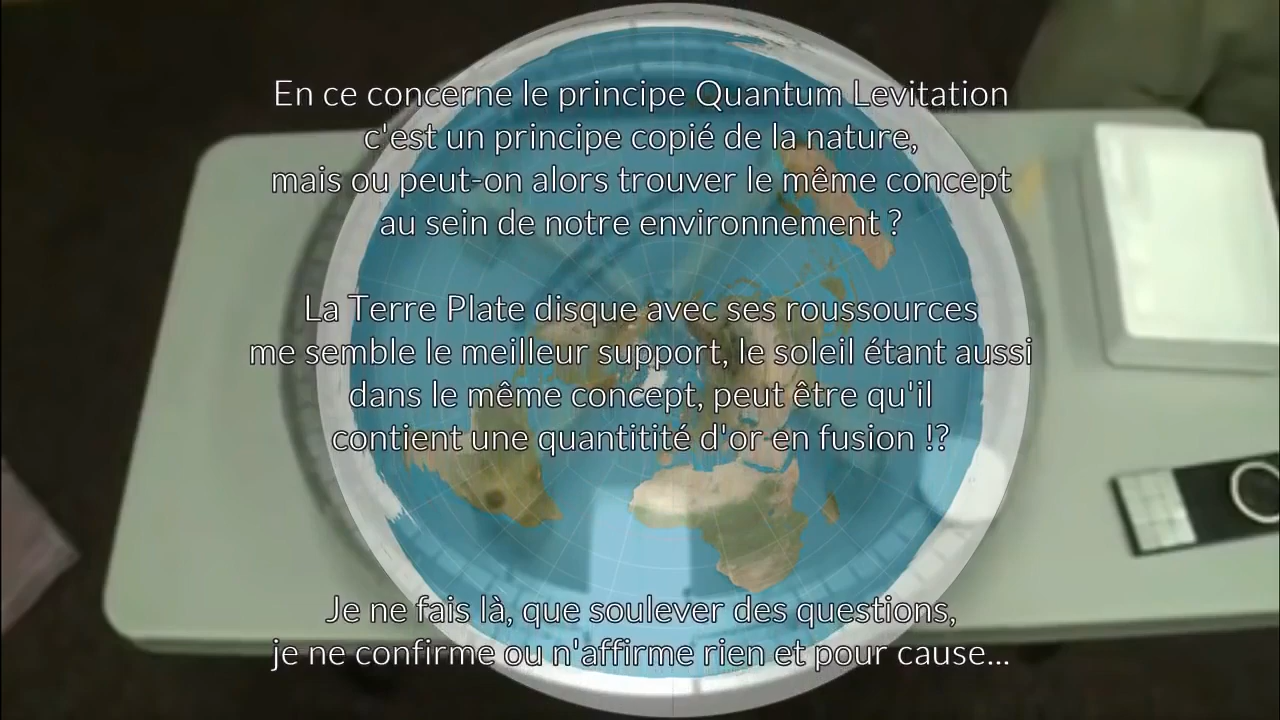 En ce concerne le principe Quantum Levitation
c'est un principe copié de la nature,
mais ou peut-on alors trouver le même concept
au sein de notre environnement ?
La Terre Plate disque avec ses roussources
me semble le meilleur support, le soleil étant aussi
dans le même concept, peut être qu'il
contient une quantitité d'or en fusion !?
Je ne fais là, que soulever des questions,
je ne confirme ou n'affirme rien et pour cause...